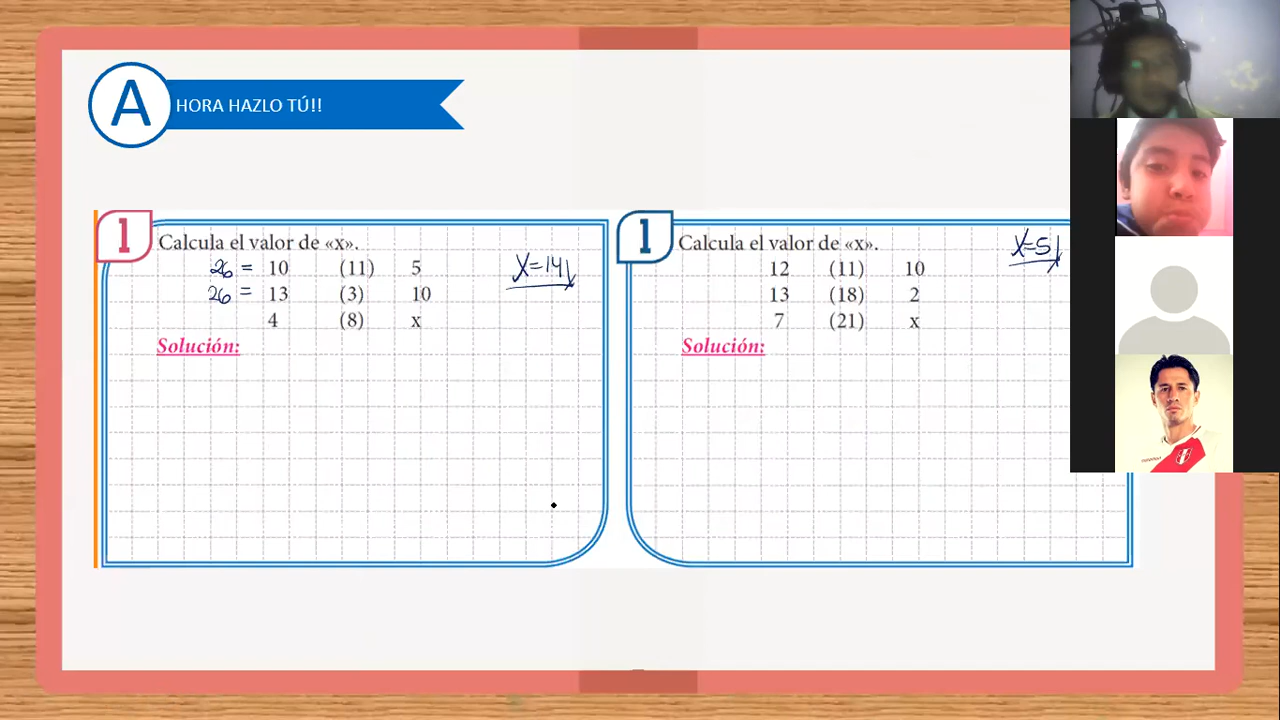 A HORA HAZLO TÚ!!
1 Calcula el valor de «x».
26 = 10 (11) 5
26 = 13 (3) 10
4 (8) x
x=14
Solución:
1 Calcula el valor de «x».
12 (11) 10
13 (18) 2
7 (21) x
x=5
Solución: